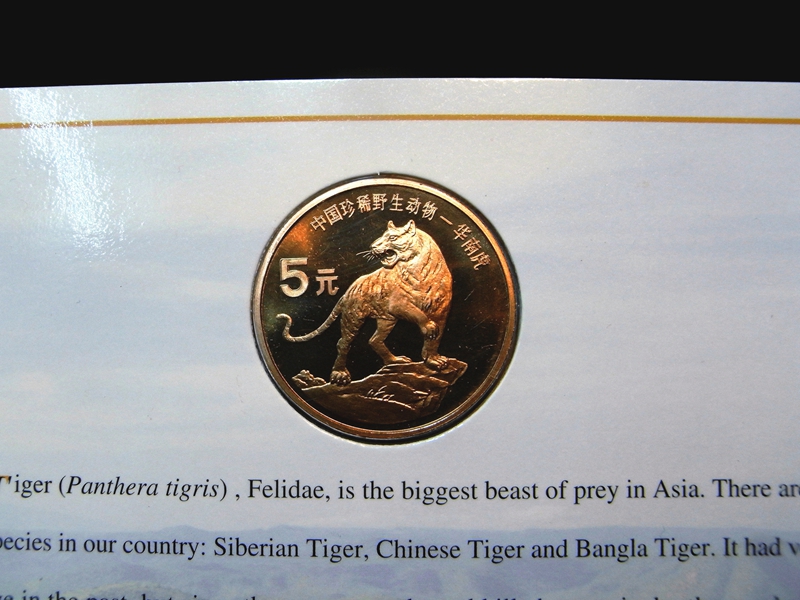 中国珍稀野生动物一华南虎
5元
Tiger (Panthera tigris) , Felidae, is the biggest beast of prey in Asia. There are
pecies in our country: Siberian Tiger, Chinese Tiger and Bangla Tiger. It had v